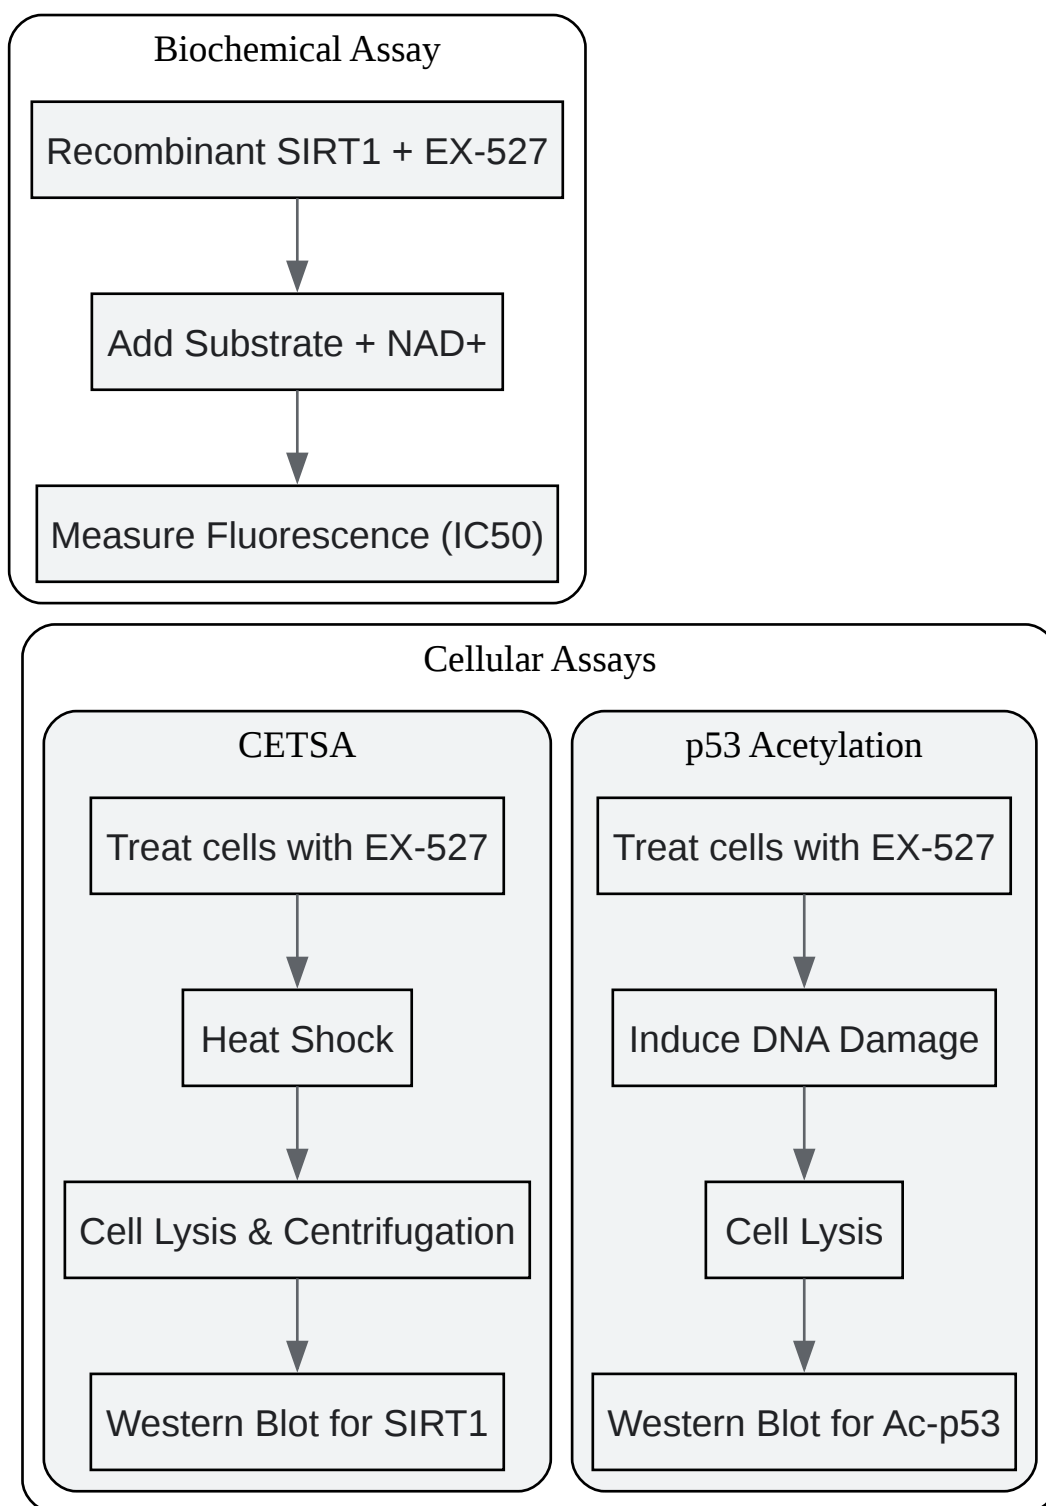 Biochemical Assay
Recombinant SIRT1 + EX-527
Add Substrate + NAD+
Measure Fluorescence (IC50)
Cellular Assays
CETSA
Treat cells with EX-527
Heat Shock
Cell Lysis & Centrifugation
Western Blot for SIRT1
p53 Acetylation
Treat cells with EX-527
Induce DNA Damage
Cell Lysis
Western Blot for Ac-p53